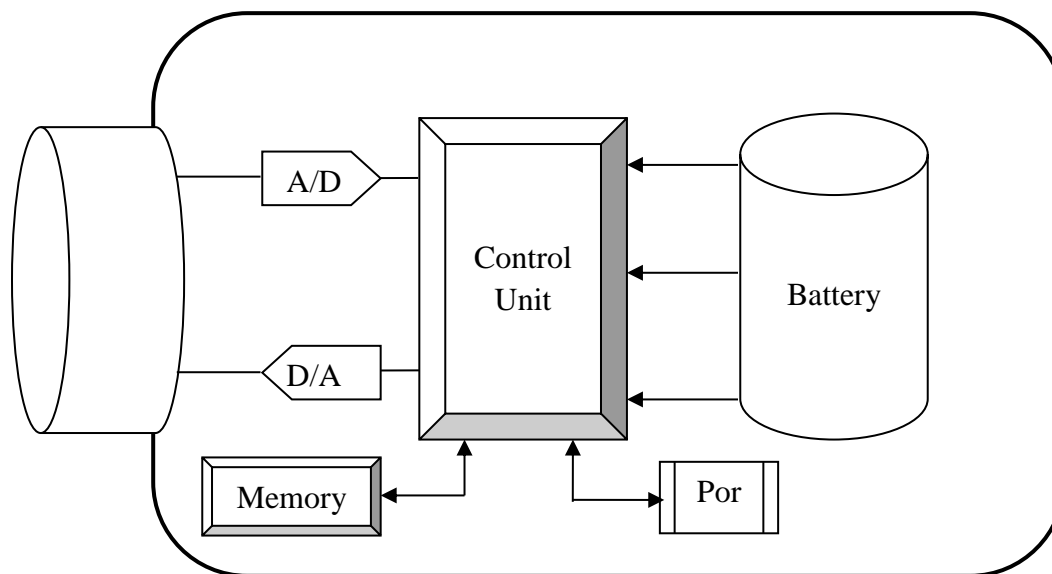 A/D
Control
Unit
Battery
D/A
Memory
Por